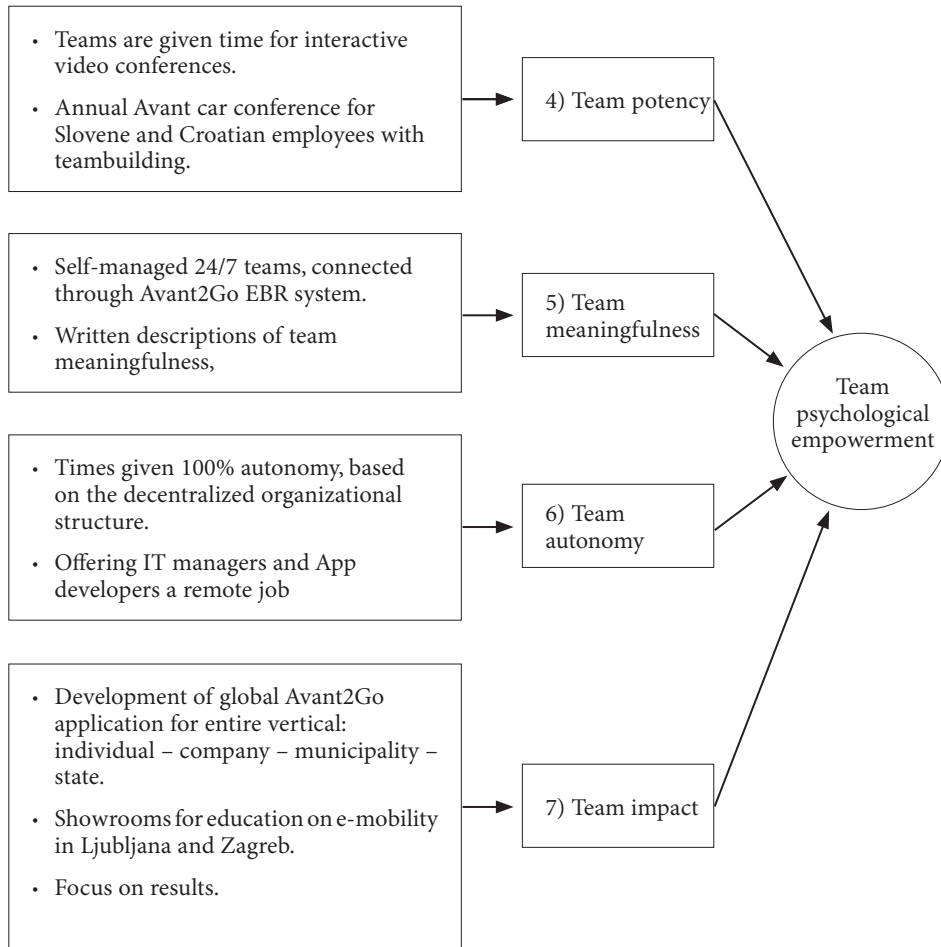 • Teams are given time for interactive
video conferences.
• Annual Avant car conference for
Slovene and Croatian employees with
teambuilding.
4) Team potency
• Self-managed 24/7 teams, connected
through Avant2Go EBR system.
• Written descriptions of team
meaningfulness,
5) Team
meaningfulness
Team
psychological
empowerment
• Times given 100% autonomy, based
on the decentralized organizational
structure.
• Offering IT managers and App
developers a remote job
6) Team
autonomy
• Development of global Avant2Go
application for entire vertical:
individual – company – municipality –
state.
• Showrooms for education on e-mobility
in Ljubljana and Zagreb.
• Focus on results.
7) Team impact